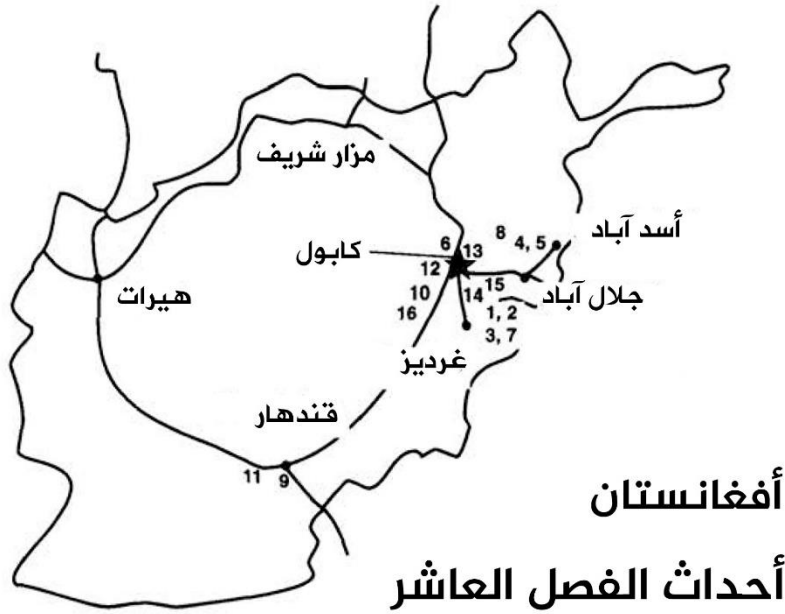 مزار شريف
أسد آباد
8
4, 5
6
13
كابول
12
15
جلال آباد
هيرات
10
14
1, 2
16
3, 7
غرديز
قندهار
11
9
أفغانستان
أحداث الفصل العاشر